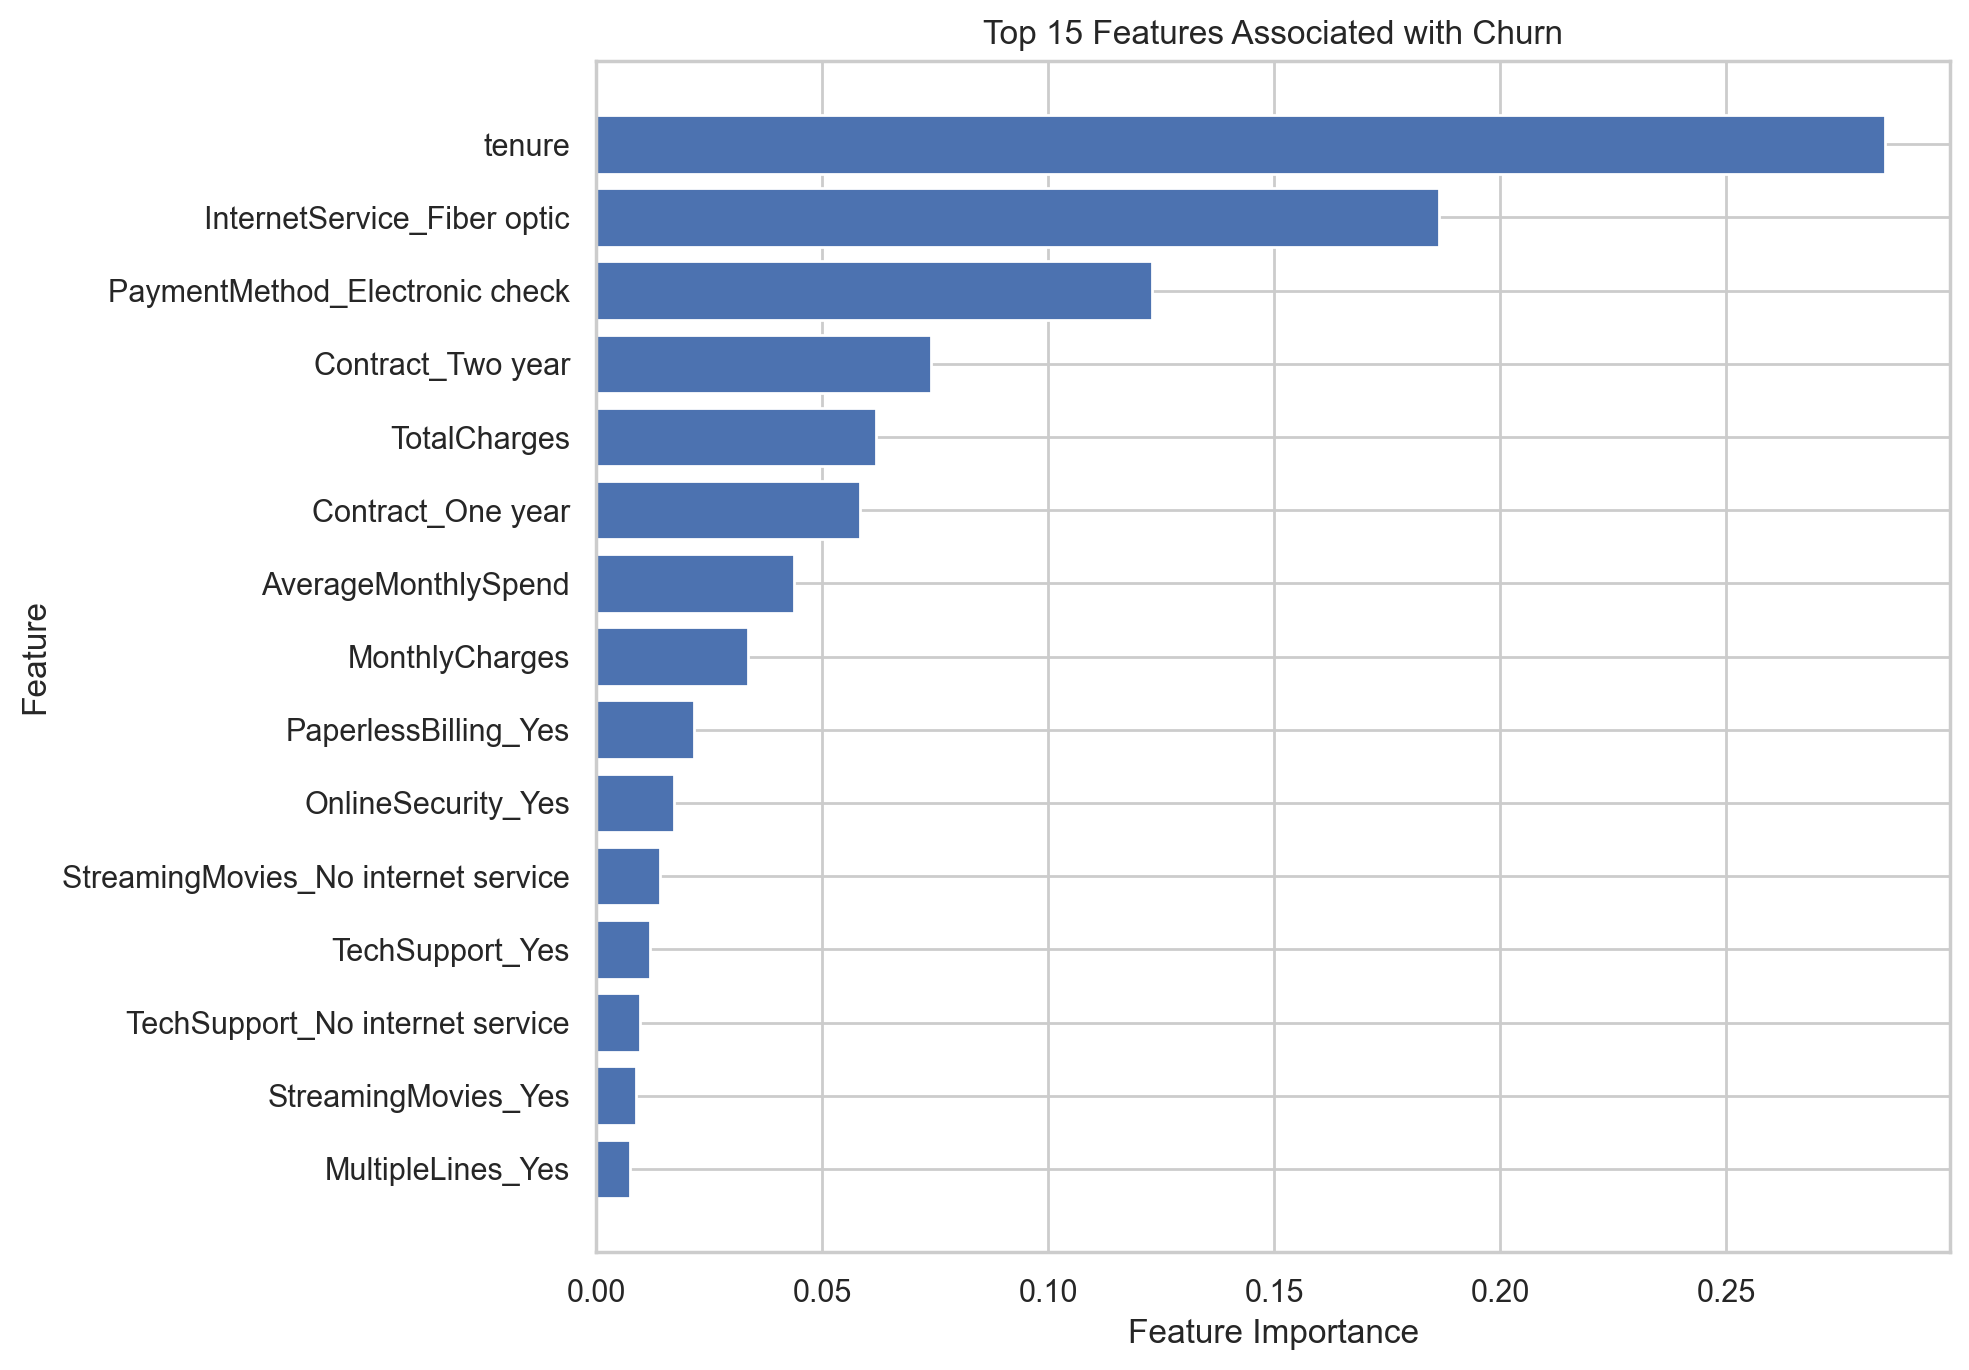 Top 15 Features Associated with Churn
Feature
tenure
InternetService_Fiber optic
PaymentMethod_Electronic check
Contract_Two year
TotalCharges
Contract_One year
AverageMonthlySpend
MonthlyCharges
PaperlessBilling_Yes
OnlineSecurity_Yes
StreamingMovies_No internet service
TechSupport_Yes
TechSupport_No internet service
StreamingMovies_Yes
MultipleLines_Yes
0.00 0.05 0.10 0.15 0.20 0.25
Feature Importance